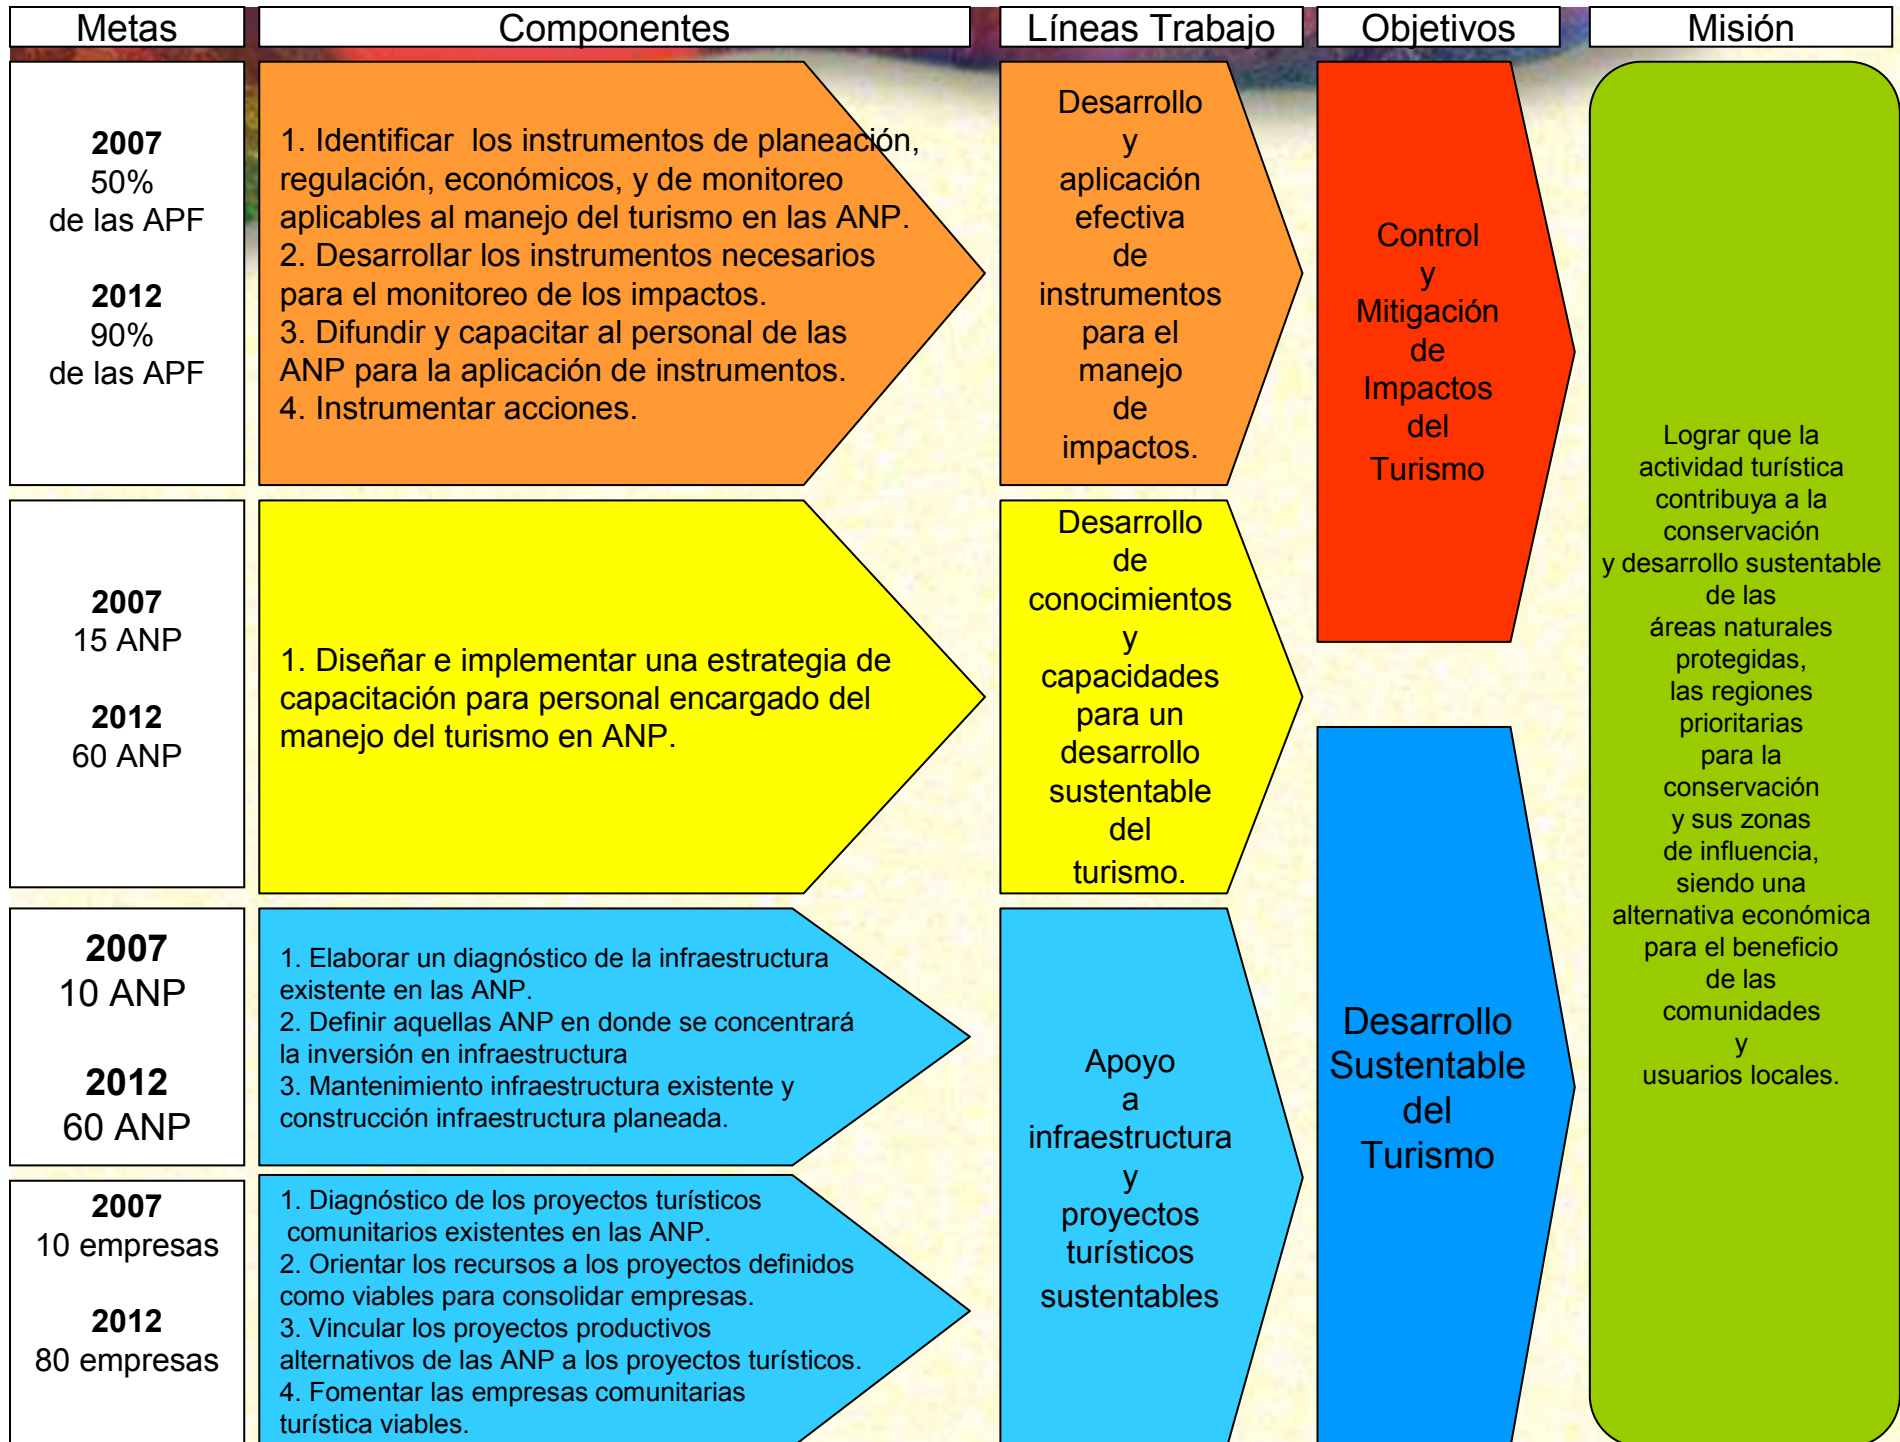 Metas
Componentes
Líneas Trabajo
Objetivos
Misión
2007
50%
de las APF
2012
90%
de las APF
1. Identificar los instrumentos de planeación,
regulación, económicos, y de monitoreo
aplicables al manejo del turismo en las ANP.
2. Desarrollar los instrumentos necesarios
para el monitoreo de los impactos.
3. Difundir y capacitar al personal de las
ANP para la aplicación de instrumentos.
4. Instrumentar acciones.
Desarrollo
y
aplicación
efectiva
de
instrumentos
para el
manejo
de
impactos.
Control
y
Mitigación
de
Impactos
del
Turismo
2007
15 ANP
2012
60 ANP
1. Diseñar e implementar una estrategia de
capacitación para personal encargado del
manejo del turismo en ANP.
Desarrollo
de
conocimientos
y
capacidades
para un
desarrollo
sustentable
del
turismo.
2007
10 ANP
2012
60 ANP
1. Elaborar un diagnóstico de la infraestructura
existente en las ANP.
2. Definir aquellas ANP en donde se concentrará
la inversión en infraestructura
3. Mantenimiento infraestructura existente y
construcción infraestructura planeada.
2007
10 empresas
2012
80 empresas
1. Diagnóstico de los proyectos turísticos
comunitarios existentes en las ANP.
2. Orientar los recursos a los proyectos definidos
como viables para consolidar empresas.
3. Vincular los proyectos productivos
alternativos de las ANP a los proyectos turísticos.
4. Fomentar las empresas comunitarias
turística viables.
Apoyo
a
infraestructura
y
proyectos
turísticos
sustentables
Desarrollo
Sustentable
del
Turismo
Lograr que la
actividad turística
contribuya a la
conservación
y desarrollo sustentable
de las
áreas naturales
protegidas,
las regiones
prioritarias
para la
conservación
y sus zonas
de influencia,
siendo una
alternativa económica
para el beneficio
de las
comunidades
y
usuarios locales.